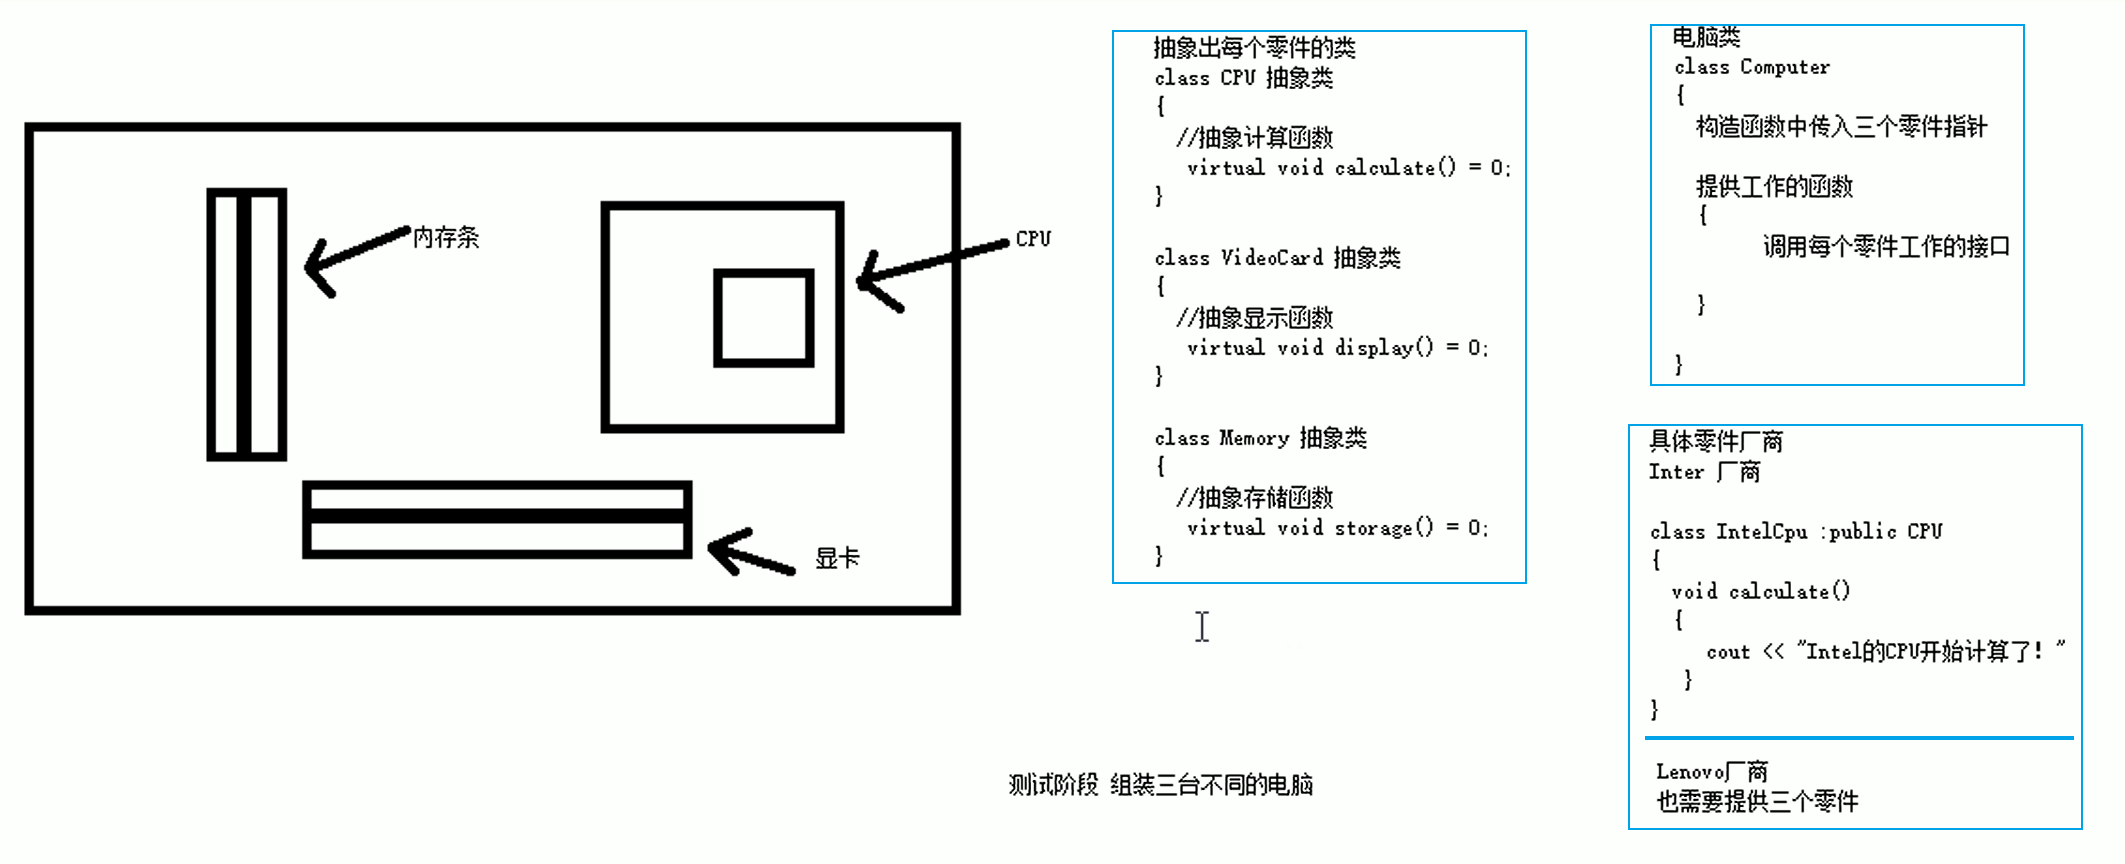 内存条
CPU
显卡
抽象出每个零件的类
class CPU 抽象类
{
//抽象计算函数
virtual void calculate() = 0;
}
class VideoCard 抽象类
{
//抽象显示函数
virtual void display() = 0;
}
class Memory 抽象类
{
//抽象存储函数
virtual void storage() = 0;
}
电脑类
class Computer
{
构造函数中传入三个零件指针
提供工作的函数
{
调用每个零件工作的接口
}
}
具体零件厂商
Inter 厂商
class IntelCpu :public CPU
{
void calculate()
{
cout << "Intel的CPU开始计算了! "
}
}
Lenovo厂商
也需要提供三个零件
测试阶段 组装三台不同的电脑